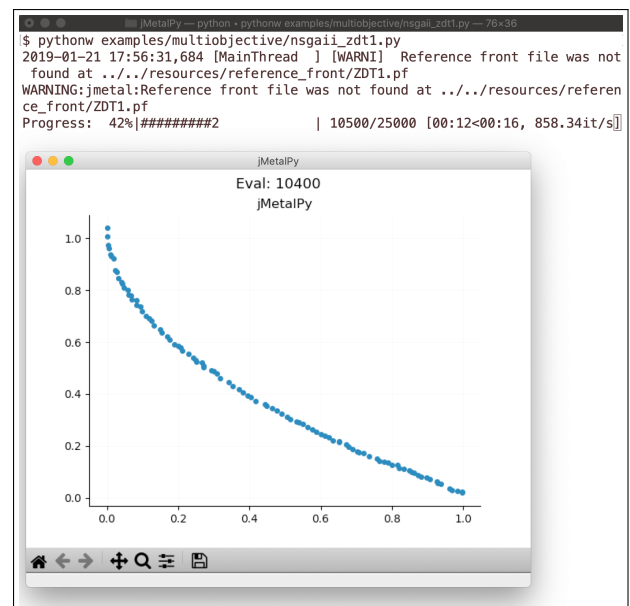 jMetalPy — python • pythonw examples/multiobjective/nsgaii_zdt1.py — 76×36
$ pythonw examples/multiobjective/nsgaii_zdt1.py
2019-01-21 17:56:31,684 [MainThread  ] [WARNI]  Reference front file was not
 found at ../../resources/reference_front/ZDT1.pf
WARNING:jmetal:Reference front file was not found at ../../resources/referen
ce_front/ZDT1.pf
Progress:  42%|#########2               | 10500/25000 [00:12<00:16, 858.34it/s]
jMetalPy
Eval: 10400
jMetalPy
1.0
0.8
0.6
0.4
0.2
0.0
0.0 0.2 0.4 0.6 0.8 1.0